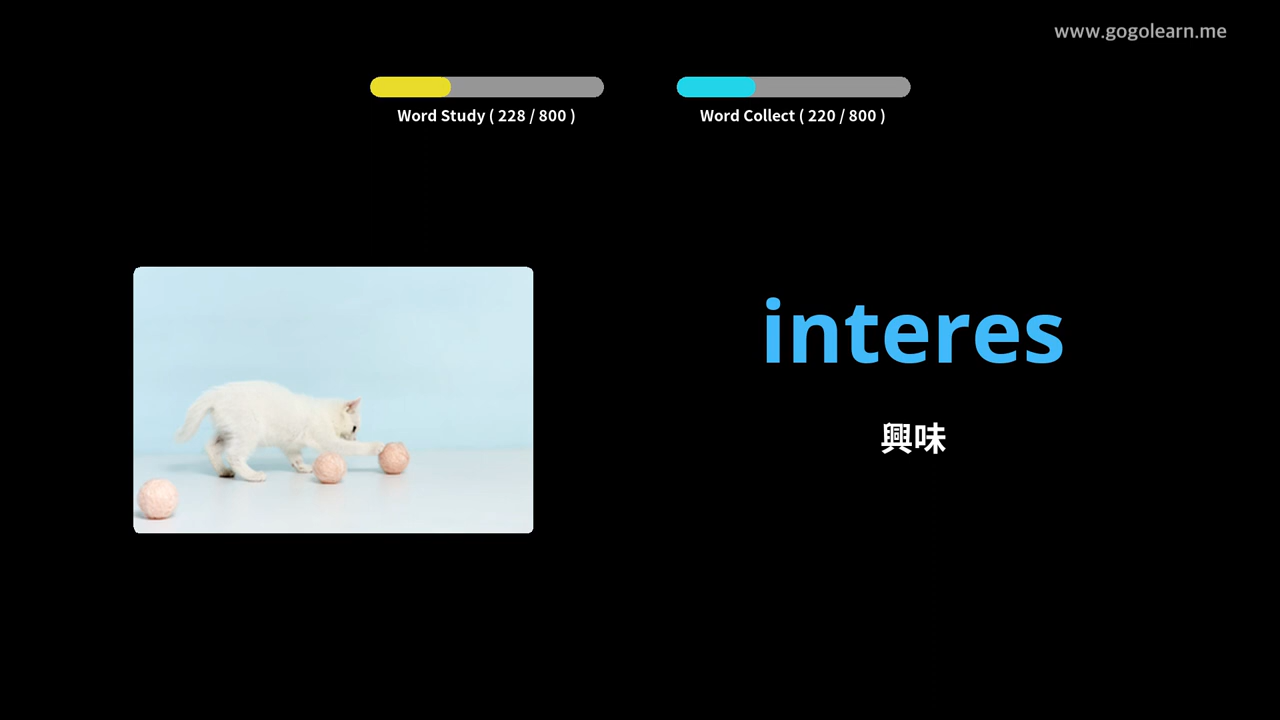 www.gogolearn.me
Word Study ( 228 / 800 )
Word Collect ( 220 / 800 )
interes
興味